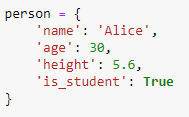 person = {
    'name': 'Alice',
    'age': 30,
    'height': 5.6,
    'is_student': True
}